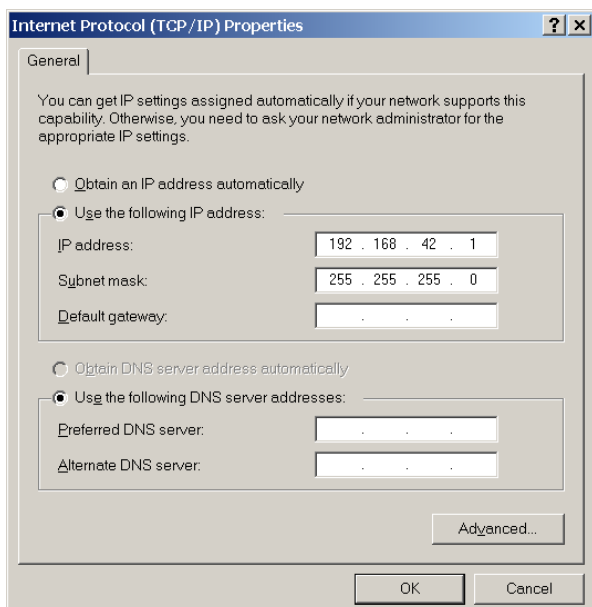 Internet Protocol (TCP/IP) Properties
General
You can get IP settings assigned automatically if your network supports this
capability. Otherwise, you need to ask your network administrator for the
appropriate IP settings.
Obtain an IP address automatically
Use the following IP address:
IP address: 192 . 168 . 42 . 1
Subnet mask: 255 . 255 . 255 . 0
Default gateway: . . .
Obtain DNS server address automatically
Use the following DNS server addresses:
Preferred DNS server: . . .
Alternate DNS server: . . .
Advanced...
OK Cancel